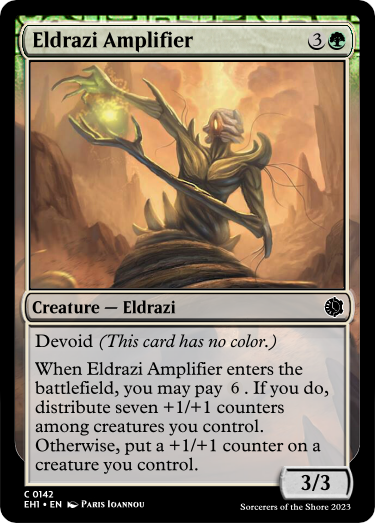 Eldrazi Amplifier 3
Creature — Eldrazi
Devoid (This card has no color.)
When Eldrazi Amplifier enters the
battlefield, you may pay 6 . If you do,
distribute seven +1/+1 counters
among creatures you control.
Otherwise, put a +1/+1 counter on a
creature you control.
3/3
C 0142
EH1 • EN Paris Ioannou
Sorcerers of the Shore 2023